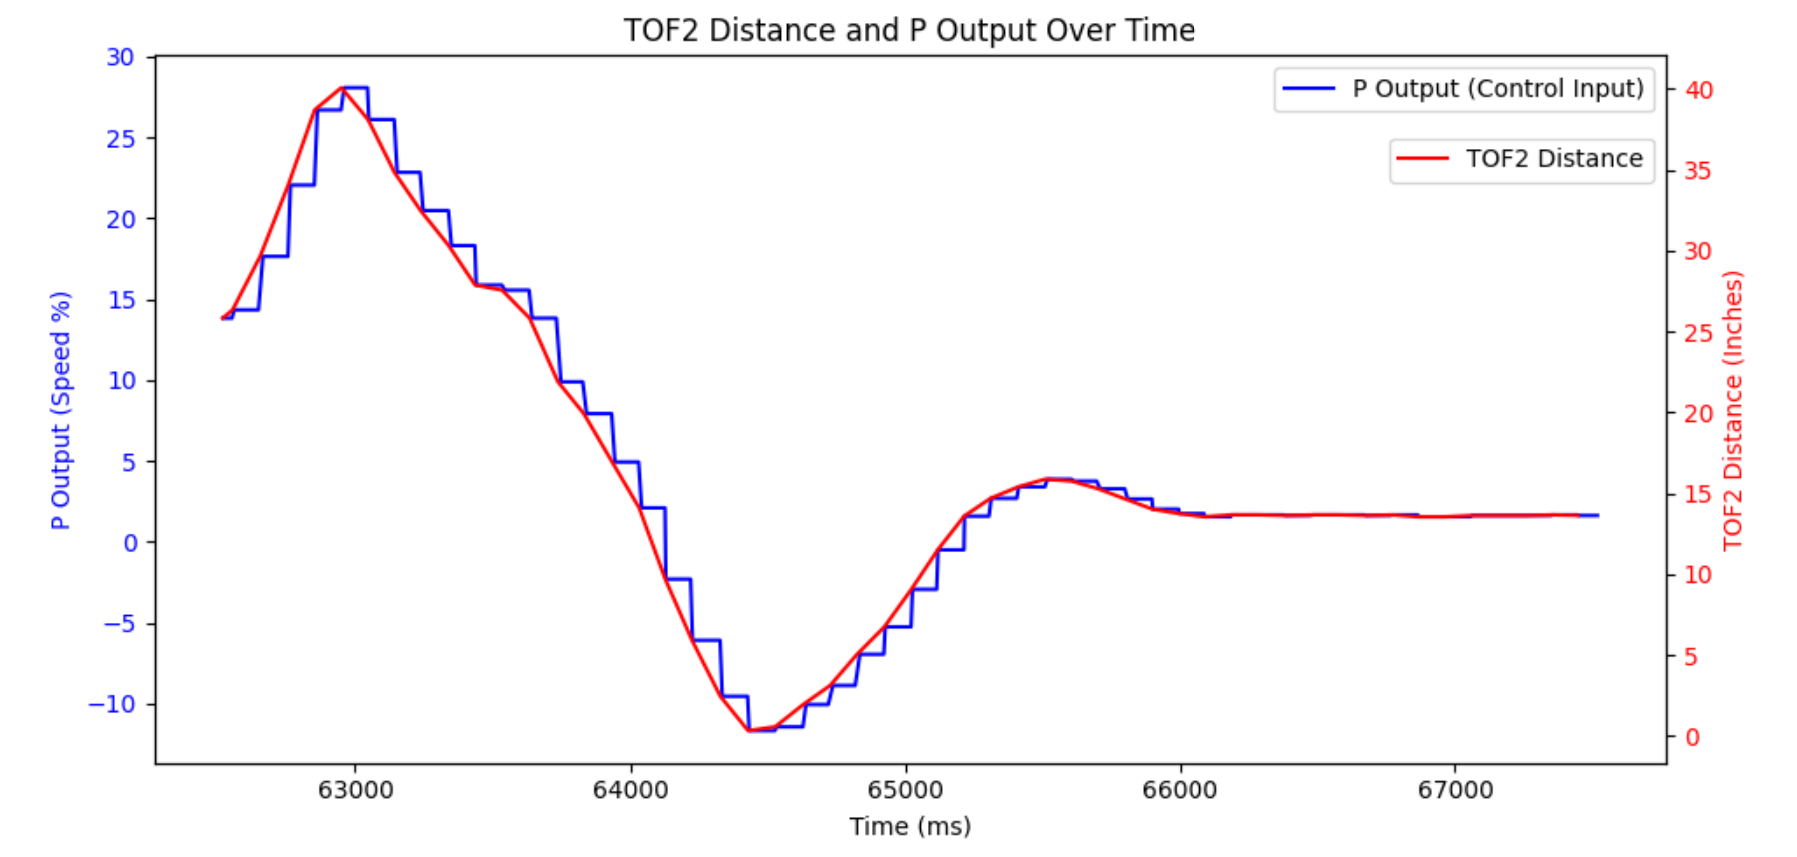 TOF2 Distance and P Output Over Time
P Output (Control Input)
TOF2 Distance
P Output (Speed %)
30
25
20
15
10
5
0
−5
−10
TOF2 Distance (Inches)
40
35
30
25
20
15
10
5
0
63000 64000 65000 66000 67000
Time (ms)